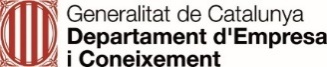 Generalitat de Catalunya
Departament d'Empresa
i Coneixement